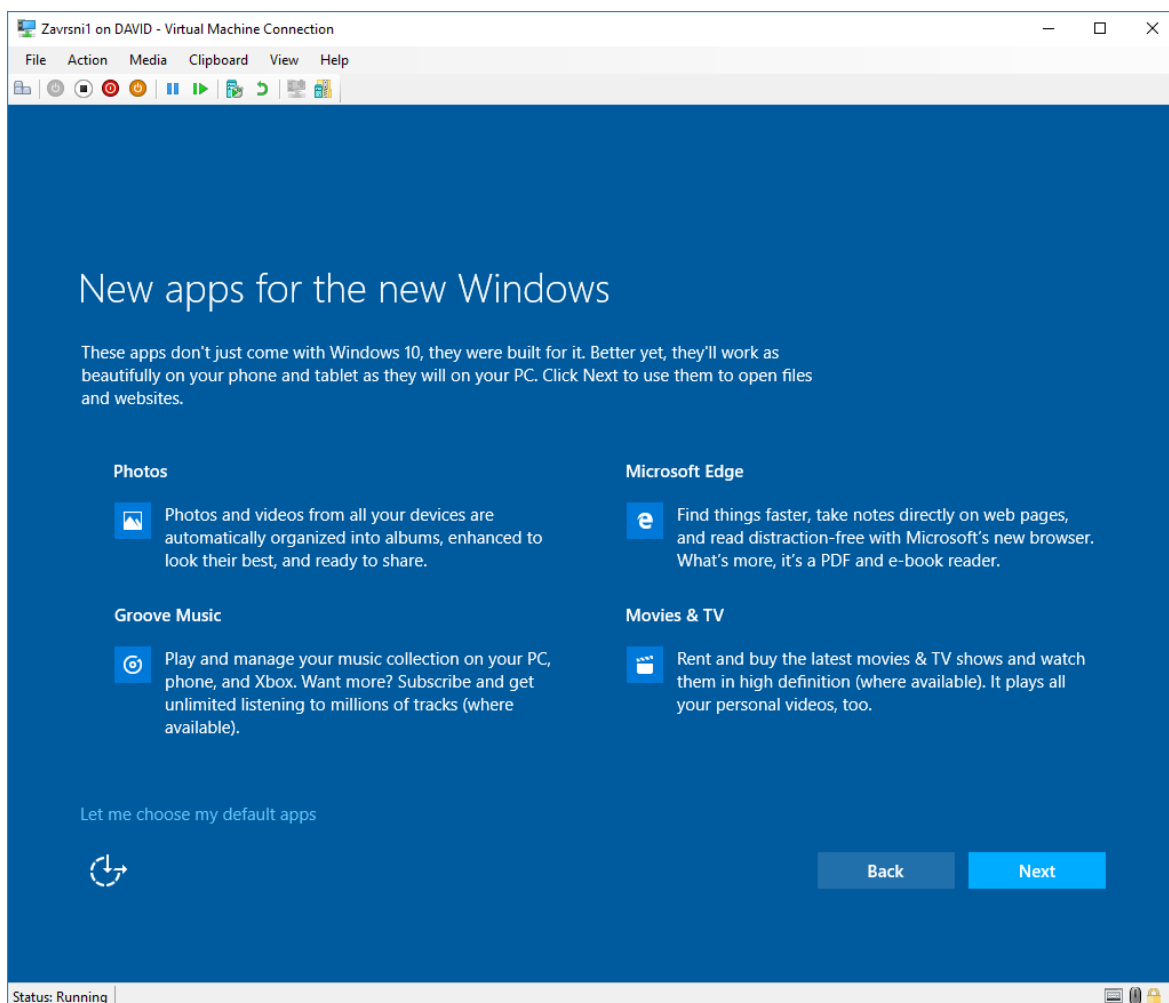 Zavrsni1 on DAVID - Virtual Machine Connection
File Action Media Clipboard View Help
New apps for the new Windows
These apps don't just come with Windows 10, they were built for it. Better yet, they'll work as
beautifully on your phone and tablet as they will on your PC. Click Next to use them to open files
and websites.
Photos
Photos and videos from all your devices are
automatically organized into albums, enhanced to
look their best, and ready to share.
Microsoft Edge
Find things faster, take notes directly on web pages,
and read distraction-free with Microsoft's new browser.
What's more, it's a PDF and e-book reader.
Groove Music
Play and manage your music collection on your PC,
phone, and Xbox. Want more? Subscribe and get
unlimited listening to millions of tracks (where
available).
Movies & TV
Rent and buy the latest movies & TV shows and watch
them in high definition (where available). It plays all
your personal videos, too.
Let me choose my default apps
Back
Next
Status: Running